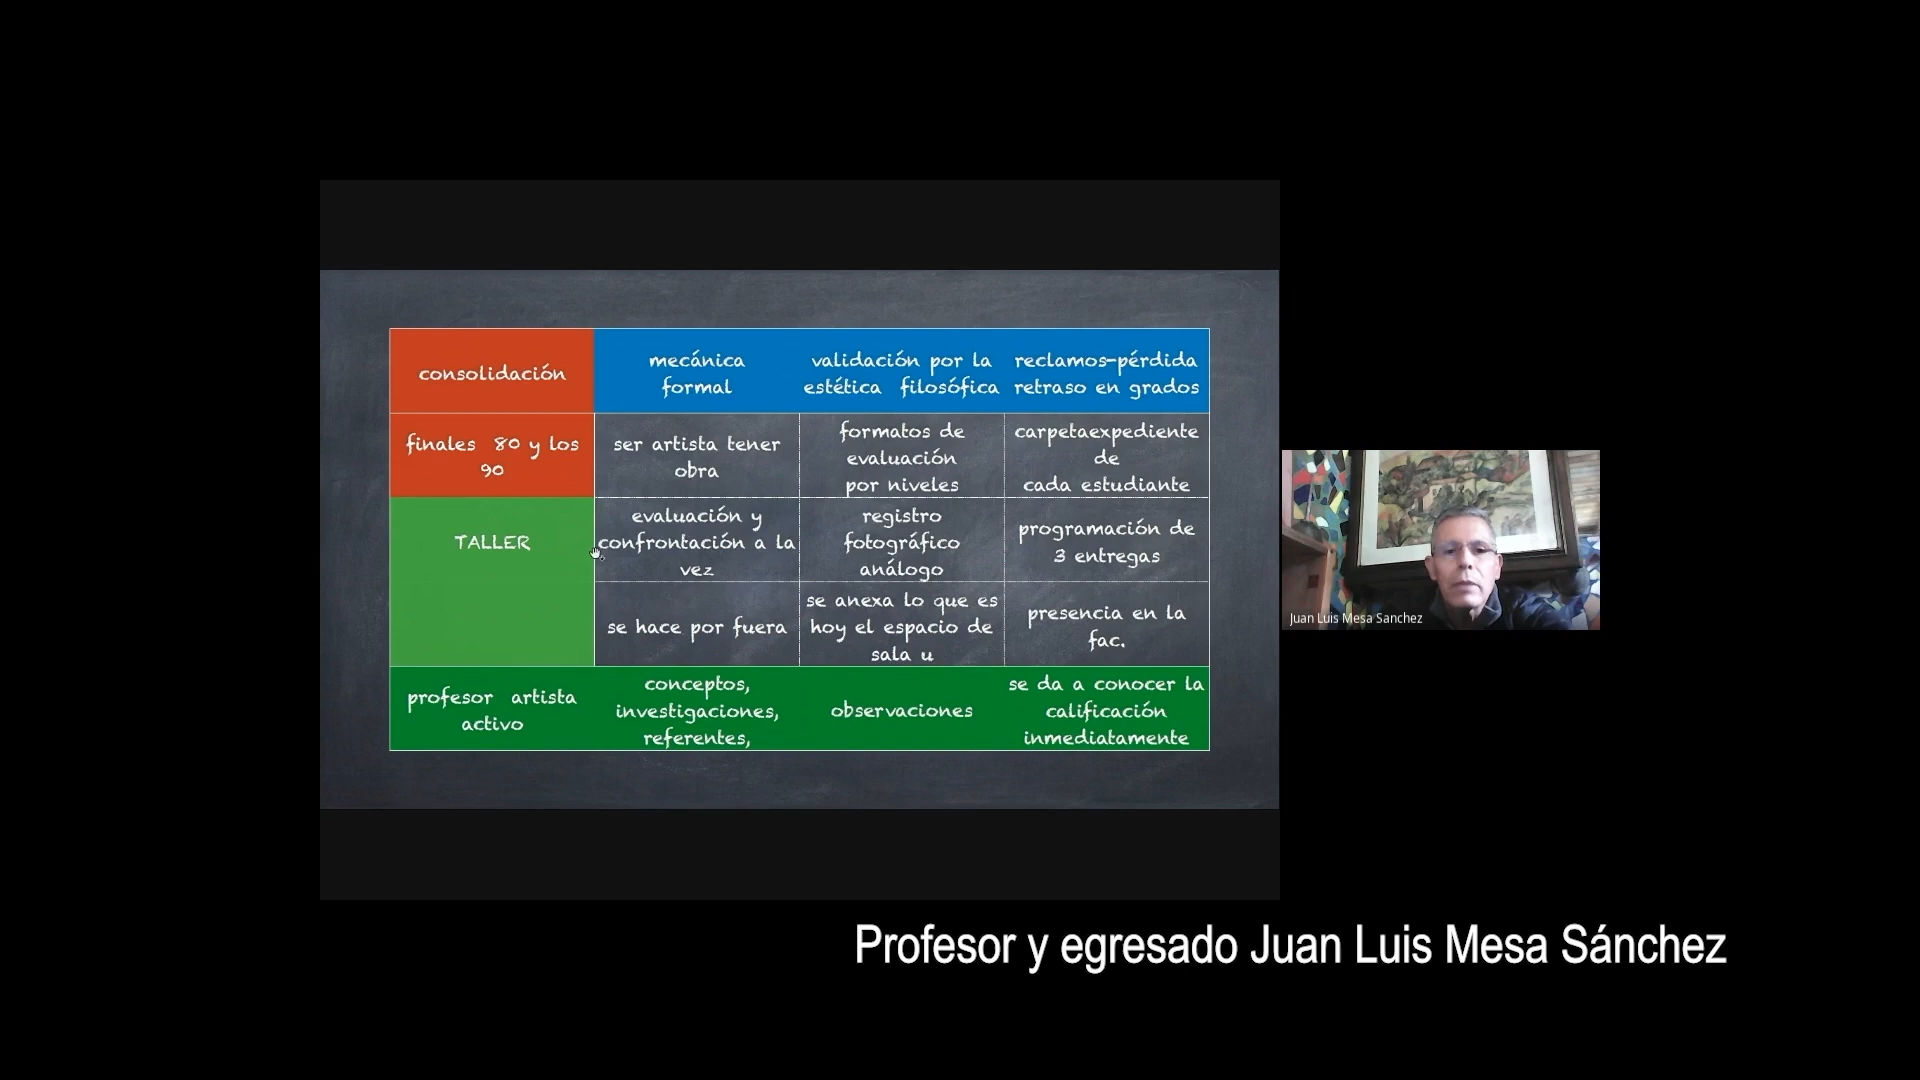 consolidación
mecánica
formal
validación por la
estética filosófica
reclamos-pérdida
retraso en grados
finales 80 y los
90
ser artista tener
obra
formatos de
evaluación
por niveles
carpetaexpediente
de
cada estudiante
TALLER
evaluación y
confrontación a la
vez
registro
fotográfico
análogo
programación de
3 entregas
se hace por fuera
se anexa lo que es
hoy el espacio de
sala u
presencia en la
fac.
profesor artista
activo
conceptos,
investigaciones,
referentes,
observaciones
se da a conocer la
calificación
inmediatamente
Juan Luis Mesa Sanchez
Profesor y egresado Juan Luis Mesa Sánchez